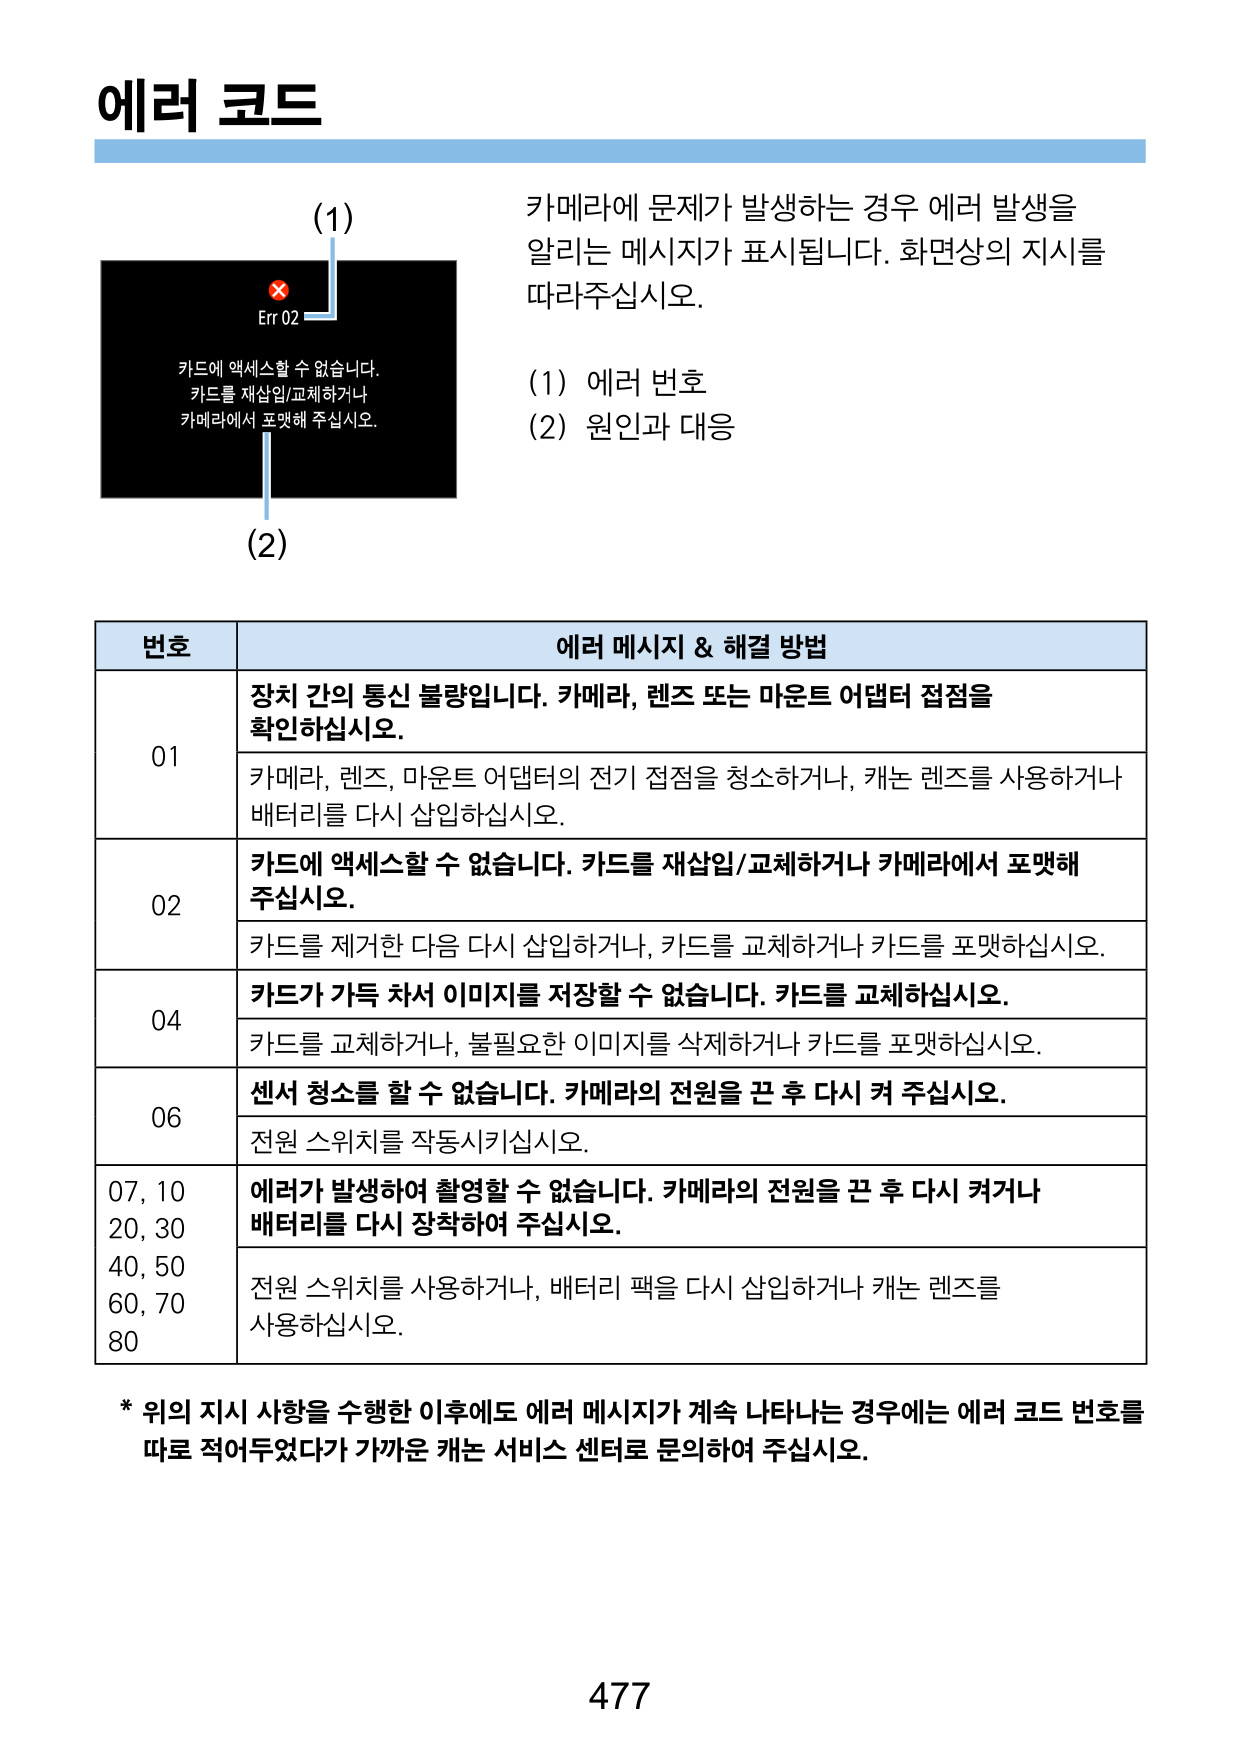 에러 코드
(1)
Err 02
카드에 액세스할 수 없습니다.
카드를 재삽입/교체하거나
카메라에서 포맷해 주십시오.
(2)
카메라에 문제가 발생하는 경우 에러 발생을
알리는 메시지가 표시됩니다. 화면상의 지시를
따라주십시오.
(1) 에러 번호
(2) 원인과 대응
번호
에러 메시지 & 해결 방법
01
장치 간의 통신 불량입니다. 카메라, 렌즈 또는 마운트 어댑터 접점을
확인하십시오.
카메라, 렌즈, 마운트 어댑터의 전기 접점을 청소하거나, 캐논 렌즈를 사용하거나
배터리를 다시 삽입하십시오.
02
카드에 액세스할 수 없습니다. 카드를 재삽입/교체하거나 카메라에서 포맷해
주십시오.
카드를 제거한 다음 다시 삽입하거나, 카드를 교체하거나 카드를 포맷하십시오.
04
카드가 가득 차서 이미지를 저장할 수 없습니다. 카드를 교체하십시오.
카드를 교체하거나, 불필요한 이미지를 삭제하거나 카드를 포맷하십시오.
06
센서 청소를 할 수 없습니다. 카메라의 전원을 끈 후 다시 켜 주십시오.
전원 스위치를 작동시키십시오.
07, 10
20, 30
40, 50
60, 70
80
에러가 발생하여 촬영할 수 없습니다. 카메라의 전원을 끈 후 다시 켜거나
배터리를 다시 장착하여 주십시오.
전원 스위치를 사용하거나, 배터리 팩을 다시 삽입하거나 캐논 렌즈를
사용하십시오.
* 위의 지시 사항을 수행한 이후에도 에러 메시지가 계속 나타나는 경우에는 에러 코드 번호를
따로 적어두었다가 가까운 캐논 서비스 센터로 문의하여 주십시오.
477